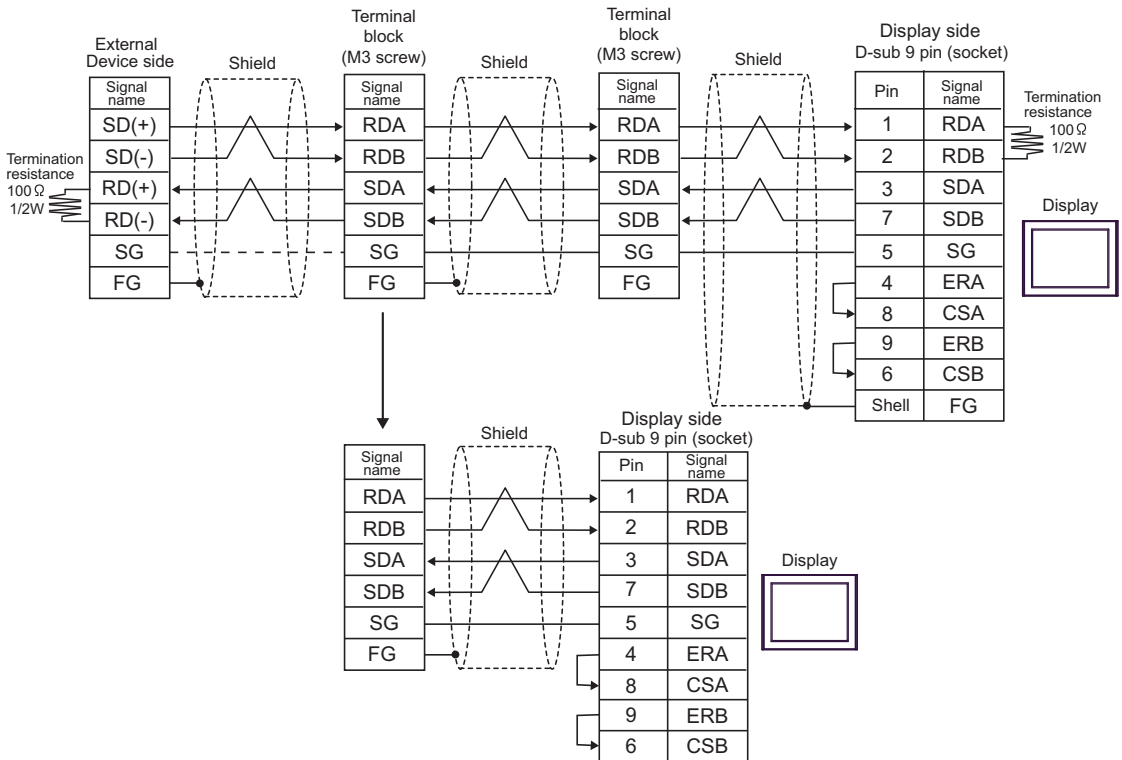 External
Device side
Signal
name
SD(+)
SD(-)
RD(+)
RD(-)
SG
FG
Termination
resistance
100 Ω
1/2W
Shield
Terminal
block
(M3 screw)
Signal
name
RDA
RDB
SDA
SDB
SG
FG
Shield
Terminal
block
(M3 screw)
Signal
name
RDA
RDB
SDA
SDB
SG
FG
Shield
Display side
D-sub 9 pin (socket)
Pin Signal name
1 RDA
2 RDB
3 SDA
7 SDB
5 SG
4 ERA
8 CSA
9 ERB
6 CSB
Shell FG
Termination
resistance
100 Ω
1/2W
Display
Signal
name
RDA
RDB
SDA
SDB
SG
FG
Shield
Display side
D-sub 9 pin (socket)
Pin Signal name
1 RDA
2 RDB
3 SDA
7 SDB
5 SG
4 ERA
8 CSA
9 ERB
6 CSB
Display